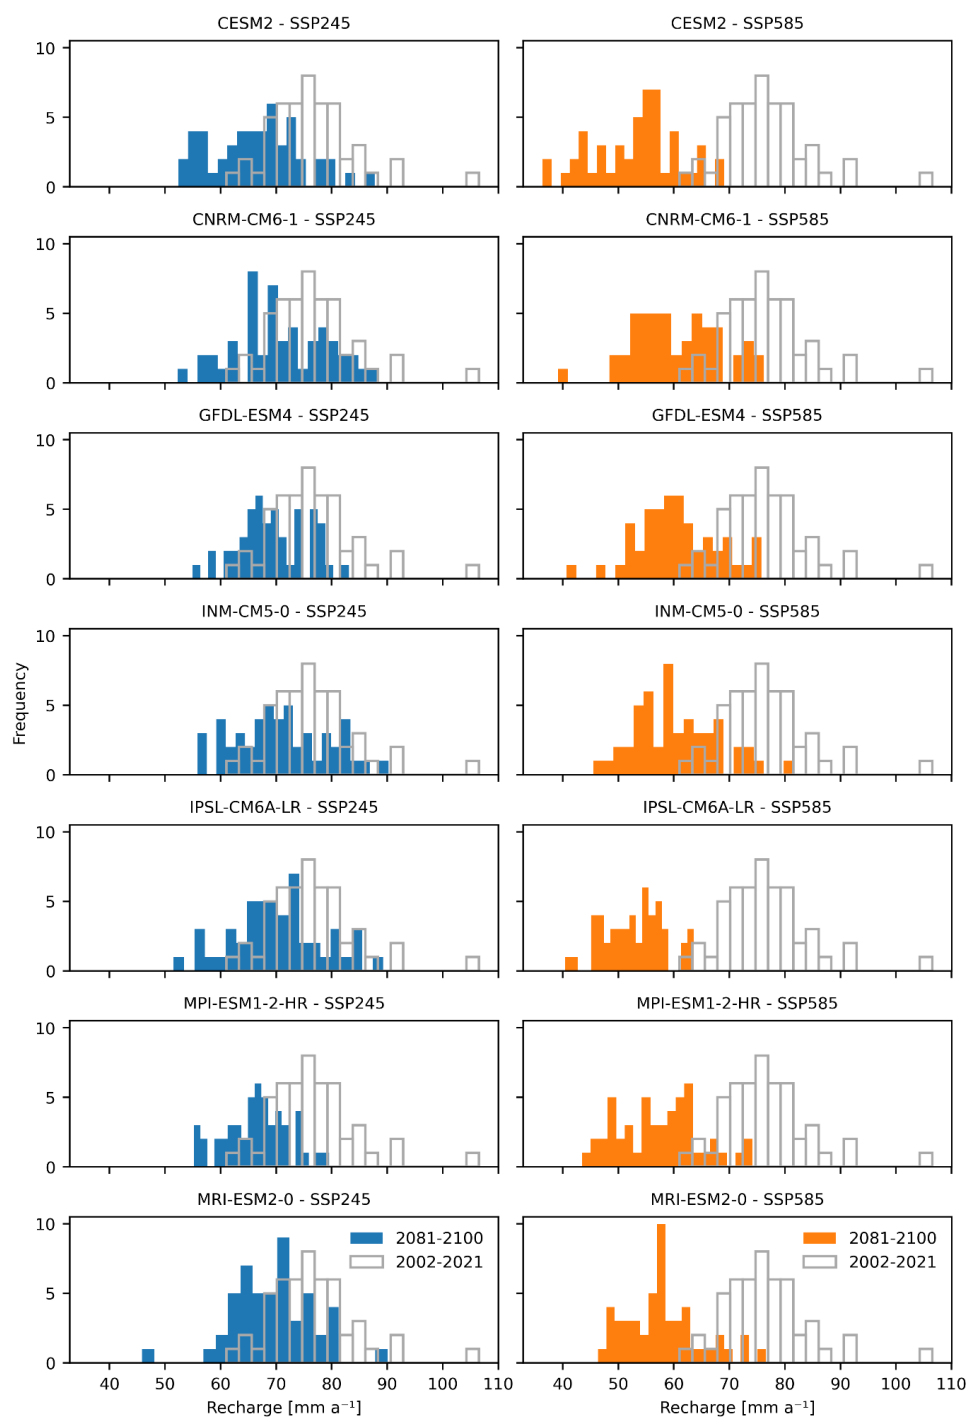 CESM2 - SSP245
CESM2 - SSP585
10
5
0
CNRM-CM6-1 - SSP245
CNRM-CM6-1 - SSP585
10
5
0
GFDL-ESM4 - SSP245
GFDL-ESM4 - SSP585
10
5
0
INM-CM5-0 - SSP245
INM-CM5-0 - SSP585
10
5
0
Frequency
IPSL-CM6A-LR - SSP245
IPSL-CM6A-LR - SSP585
10
5
0
MPI-ESM1-2-HR - SSP245
MPI-ESM1-2-HR - SSP585
10
5
0
MRI-ESM2-0 - SSP245
MRI-ESM2-0 - SSP585
10
5
0
2081-2100
2002-2021
2081-2100
2002-2021
40 50 60 70 80 90 100 110
40 50 60 70 80 90 100 110
Recharge [mm a⁻¹]
Recharge [mm a⁻¹]